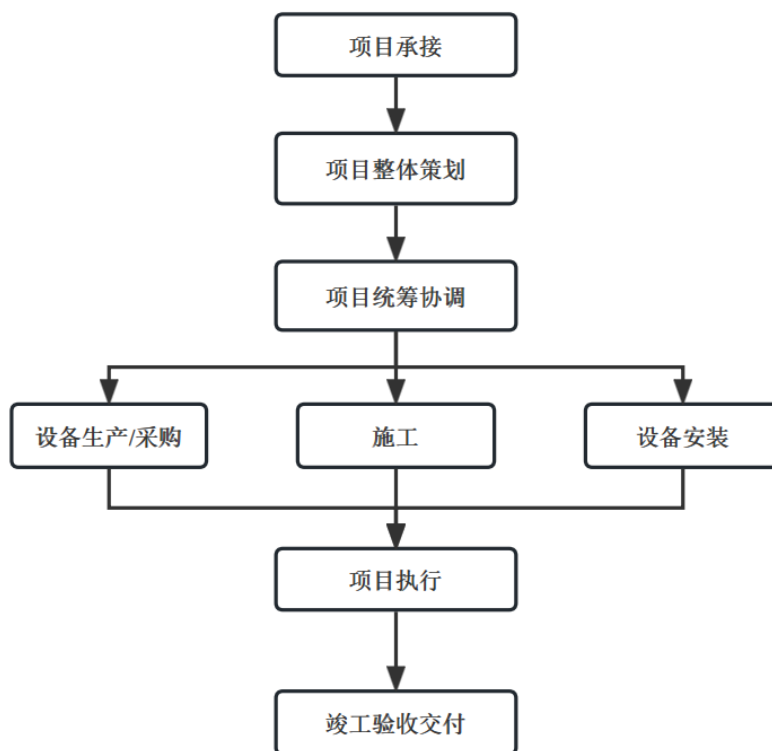 项目承接
项目整体策划
项目统筹协调
设备生产/采购
施工
设备安装
项目执行
竣工验收交付